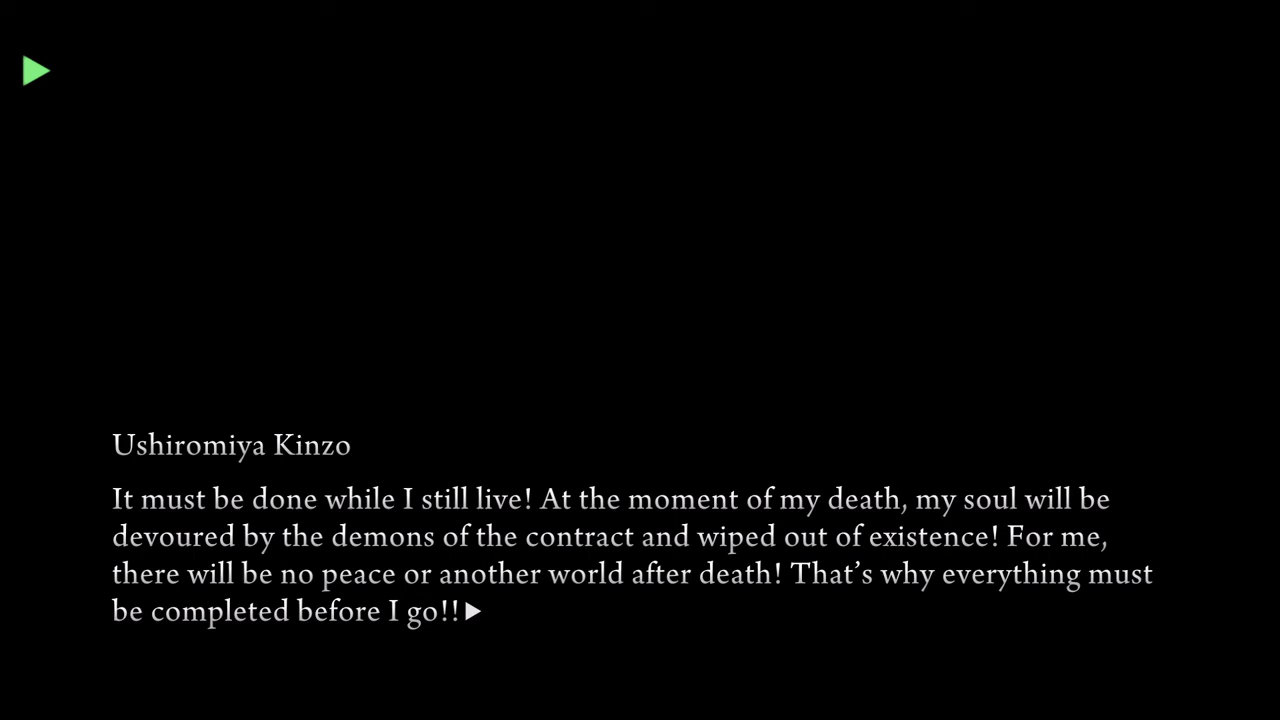 Ushiromiya Kinzo
It must be done while I still live! At the moment of my death, my soul will be
devoured by the demons of the contract and wiped out of existence! For me,
there will be no peace or another world after death! That’s why everything must
be completed before I go!!